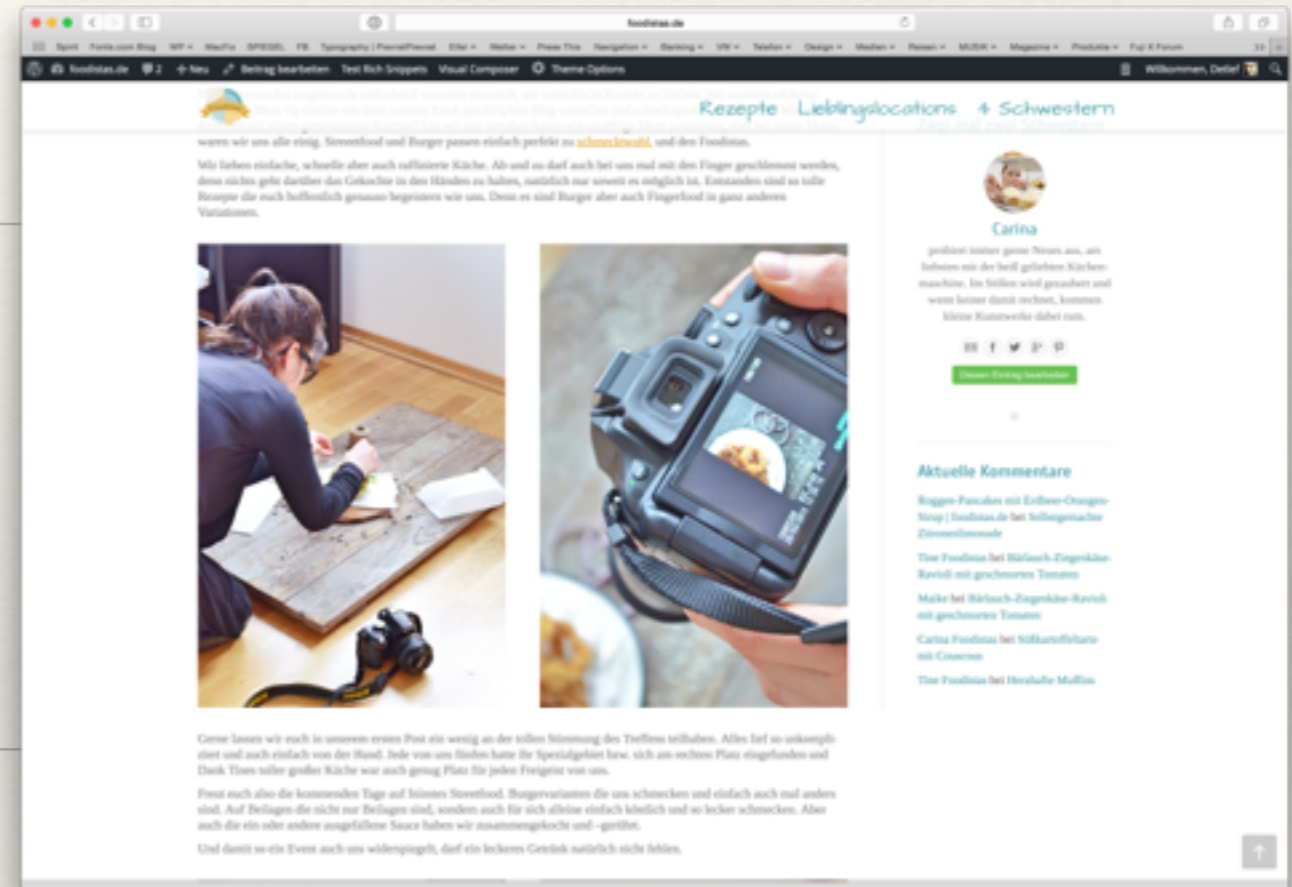 foodistas.de
Spirit Fonts.com Blog WP MacFix SPIEGEL FB Typography | PrevnetPrevnet Eifel Wetter Press This Navigation Banking VW Telefon Design Medien Reisen MUSIK Magazine Produkte Fuji X Forum
foodistas.de 2 + Neu Beitrag bearbeiten Test Rich Snippets Visual Composer Theme Options Willkommen, Detlef
Rezepte Lieblingslocations 4 Schwestern
waren wir uns alle einig. Streetfood und Burger passen einfach perfekt zu schmeckwohl, und den Foodistas.
Wir lieben einfache, schnelle aber auch raffinierte Küche. Ab und zu darf auch bei uns mal mit den Finger geschlemmt werden,
denn nichts geht darüber das Gekochte in den Händen zu halten, natürlich nur soweit es möglich ist. Entstanden sind so tolle
Rezepte die euch hoffentlich genauso begeistern wie uns. Denn es sind Burger aber auch Fingerfood in ganz anderen
Variationen.
Carina
probiert immer gerne Neues aus, am
liebsten mit der heiß geliebten Küchen-
maschine. Im Stillen wird gezaubert und
wenn keiner damit rechnet, kommen
kleine Kunstwerke dabei rum.
Diesen Eintrag bearbeiten
Aktuelle Kommentare
Roggen-Pancakes mit Erdbeer-Orangen-
Sirup | foodistas.de bei Selbstgemachte
Zitronenlimonade
Tine Foodistas bei Bärlauch-Ziegenkäse-
Ravioli mit geschmorten Tomaten
Maike bei Bärlauch-Ziegenkäse-Ravioli
mit geschmorten Tomaten
Carina Foodistas bei Süßkartoffeltarte
mit Couscous
Tine Foodistas bei Herzhafte Muffins
Gerne lassen wir euch in unserem ersten Post ein wenig an der tollen Stimmung des Treffens teilhaben. Alles lief so unkompli-
ziert und auch einfach von der Hand. Jede von uns fünfen hatte ihr Spezialgebiet bzw. sich am rechten Platz eingefunden und
Dank Tines toller großer Küche war auch genug Platz für jeden Freigeist von uns.
Freut euch also die kommenden Tage auf feinstes Streetfood. Burgervarianten die uns schmecken und einfach auch mal anders
sind. Auf Beilagen die nicht nur Beilagen sind, sondern auch für sich alleine einfach köstlich und so lecker schmecken. Aber
auch die ein oder andere ausgefallene Sauce haben wir zusammengekocht und –gerührt.
Und damit so ein Event auch uns widerspiegelt, darf ein leckeres Getränk natürlich nicht fehlen.